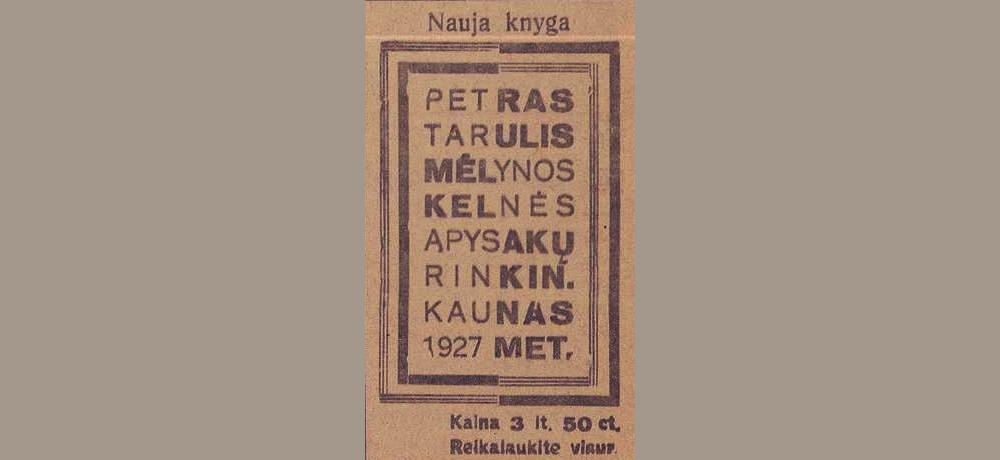 Nauja knyga
PETRAS
TARULIS
MĖLYNOS
KELNĖS
APYSAKŲ
RINKIN.
KAUNAS
1927 MET.
Kaina 3 lt. 50 ct.
Reikalaukite visur.